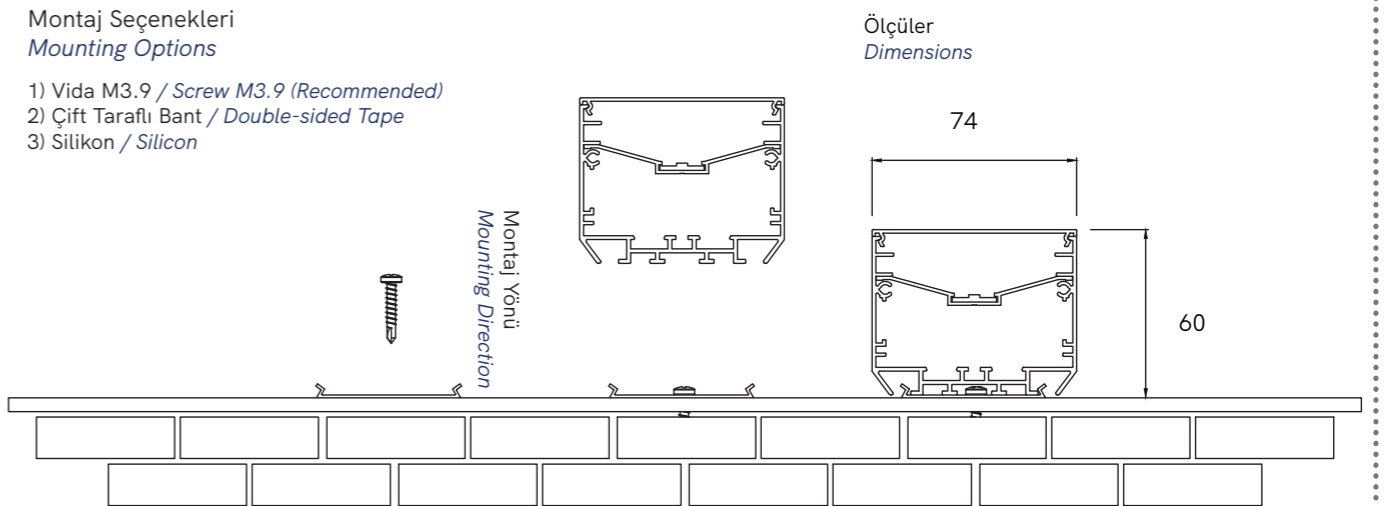 Montaj Seçenekleri
Mounting Options
1) Vida M3.9 / Screw M3.9 (Recommended)
2) Çift Taraflı Bant / Double-sided Tape
3) Silikon / Silicon
Montaj Yönü
Mounting Direction
Ölçüler
Dimensions
74
60